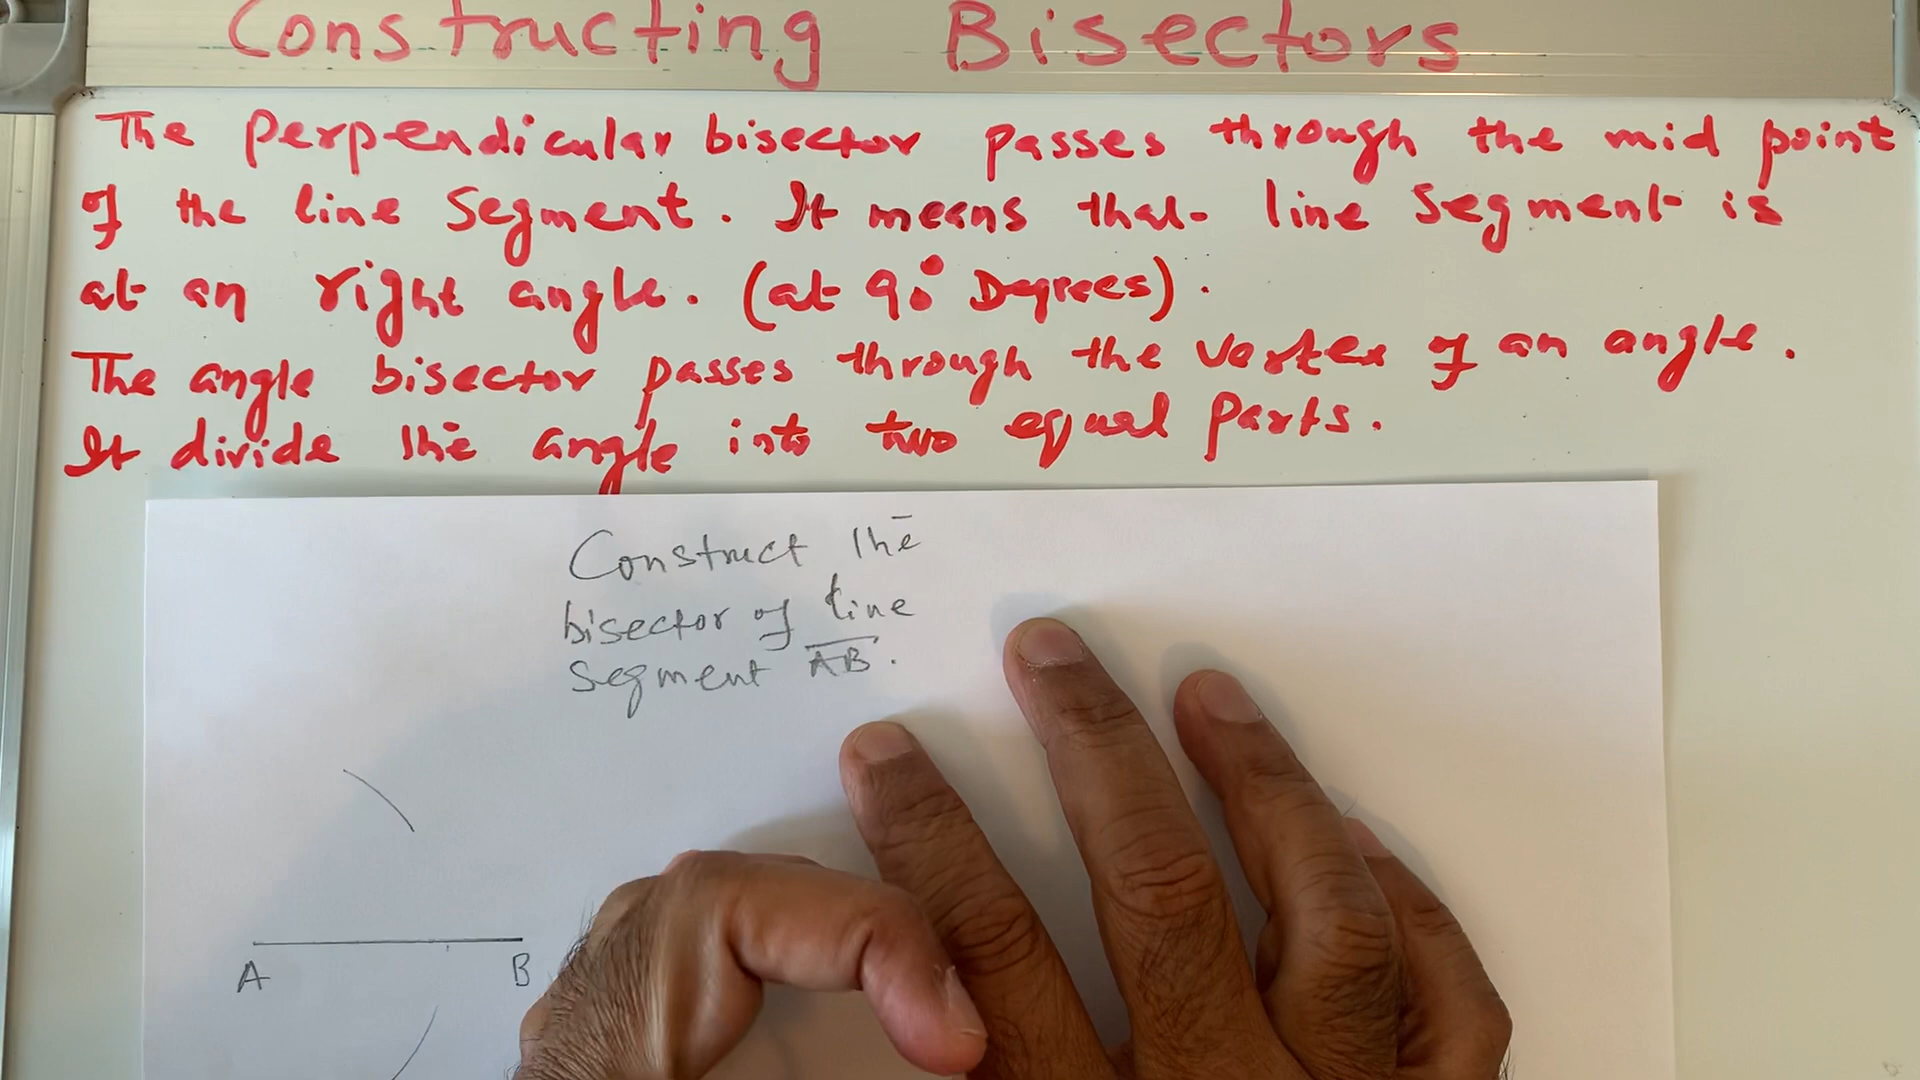 Constructing Bisectors
The perpendicular bisector passes through the mid point
of the line segment. It means that line segment is
at an right angle. (at 90° Degrees).
The angle bisector passes through the vertex of an angle.
It divide the angle into two equal parts.
Construct the
bisector of line
segment A̅B̅.
A B